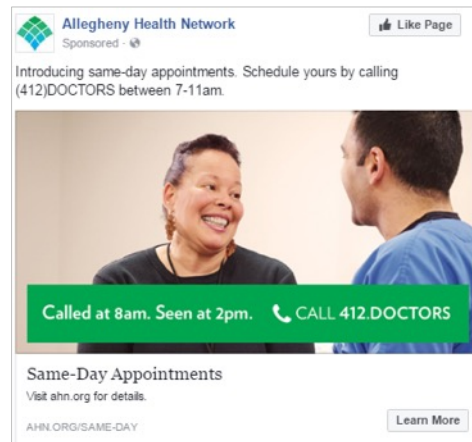 Allegheny Health Network
Like Page
Sponsored ·
Introducing same-day appointments. Schedule yours by calling
(412)DOCTORS between 7-11am.
Called at 8am. Seen at 2pm. CALL 412.DOCTORS
Same-Day Appointments
Visit ahn.org for details.
AHN.ORG/SAME-DAY
Learn More